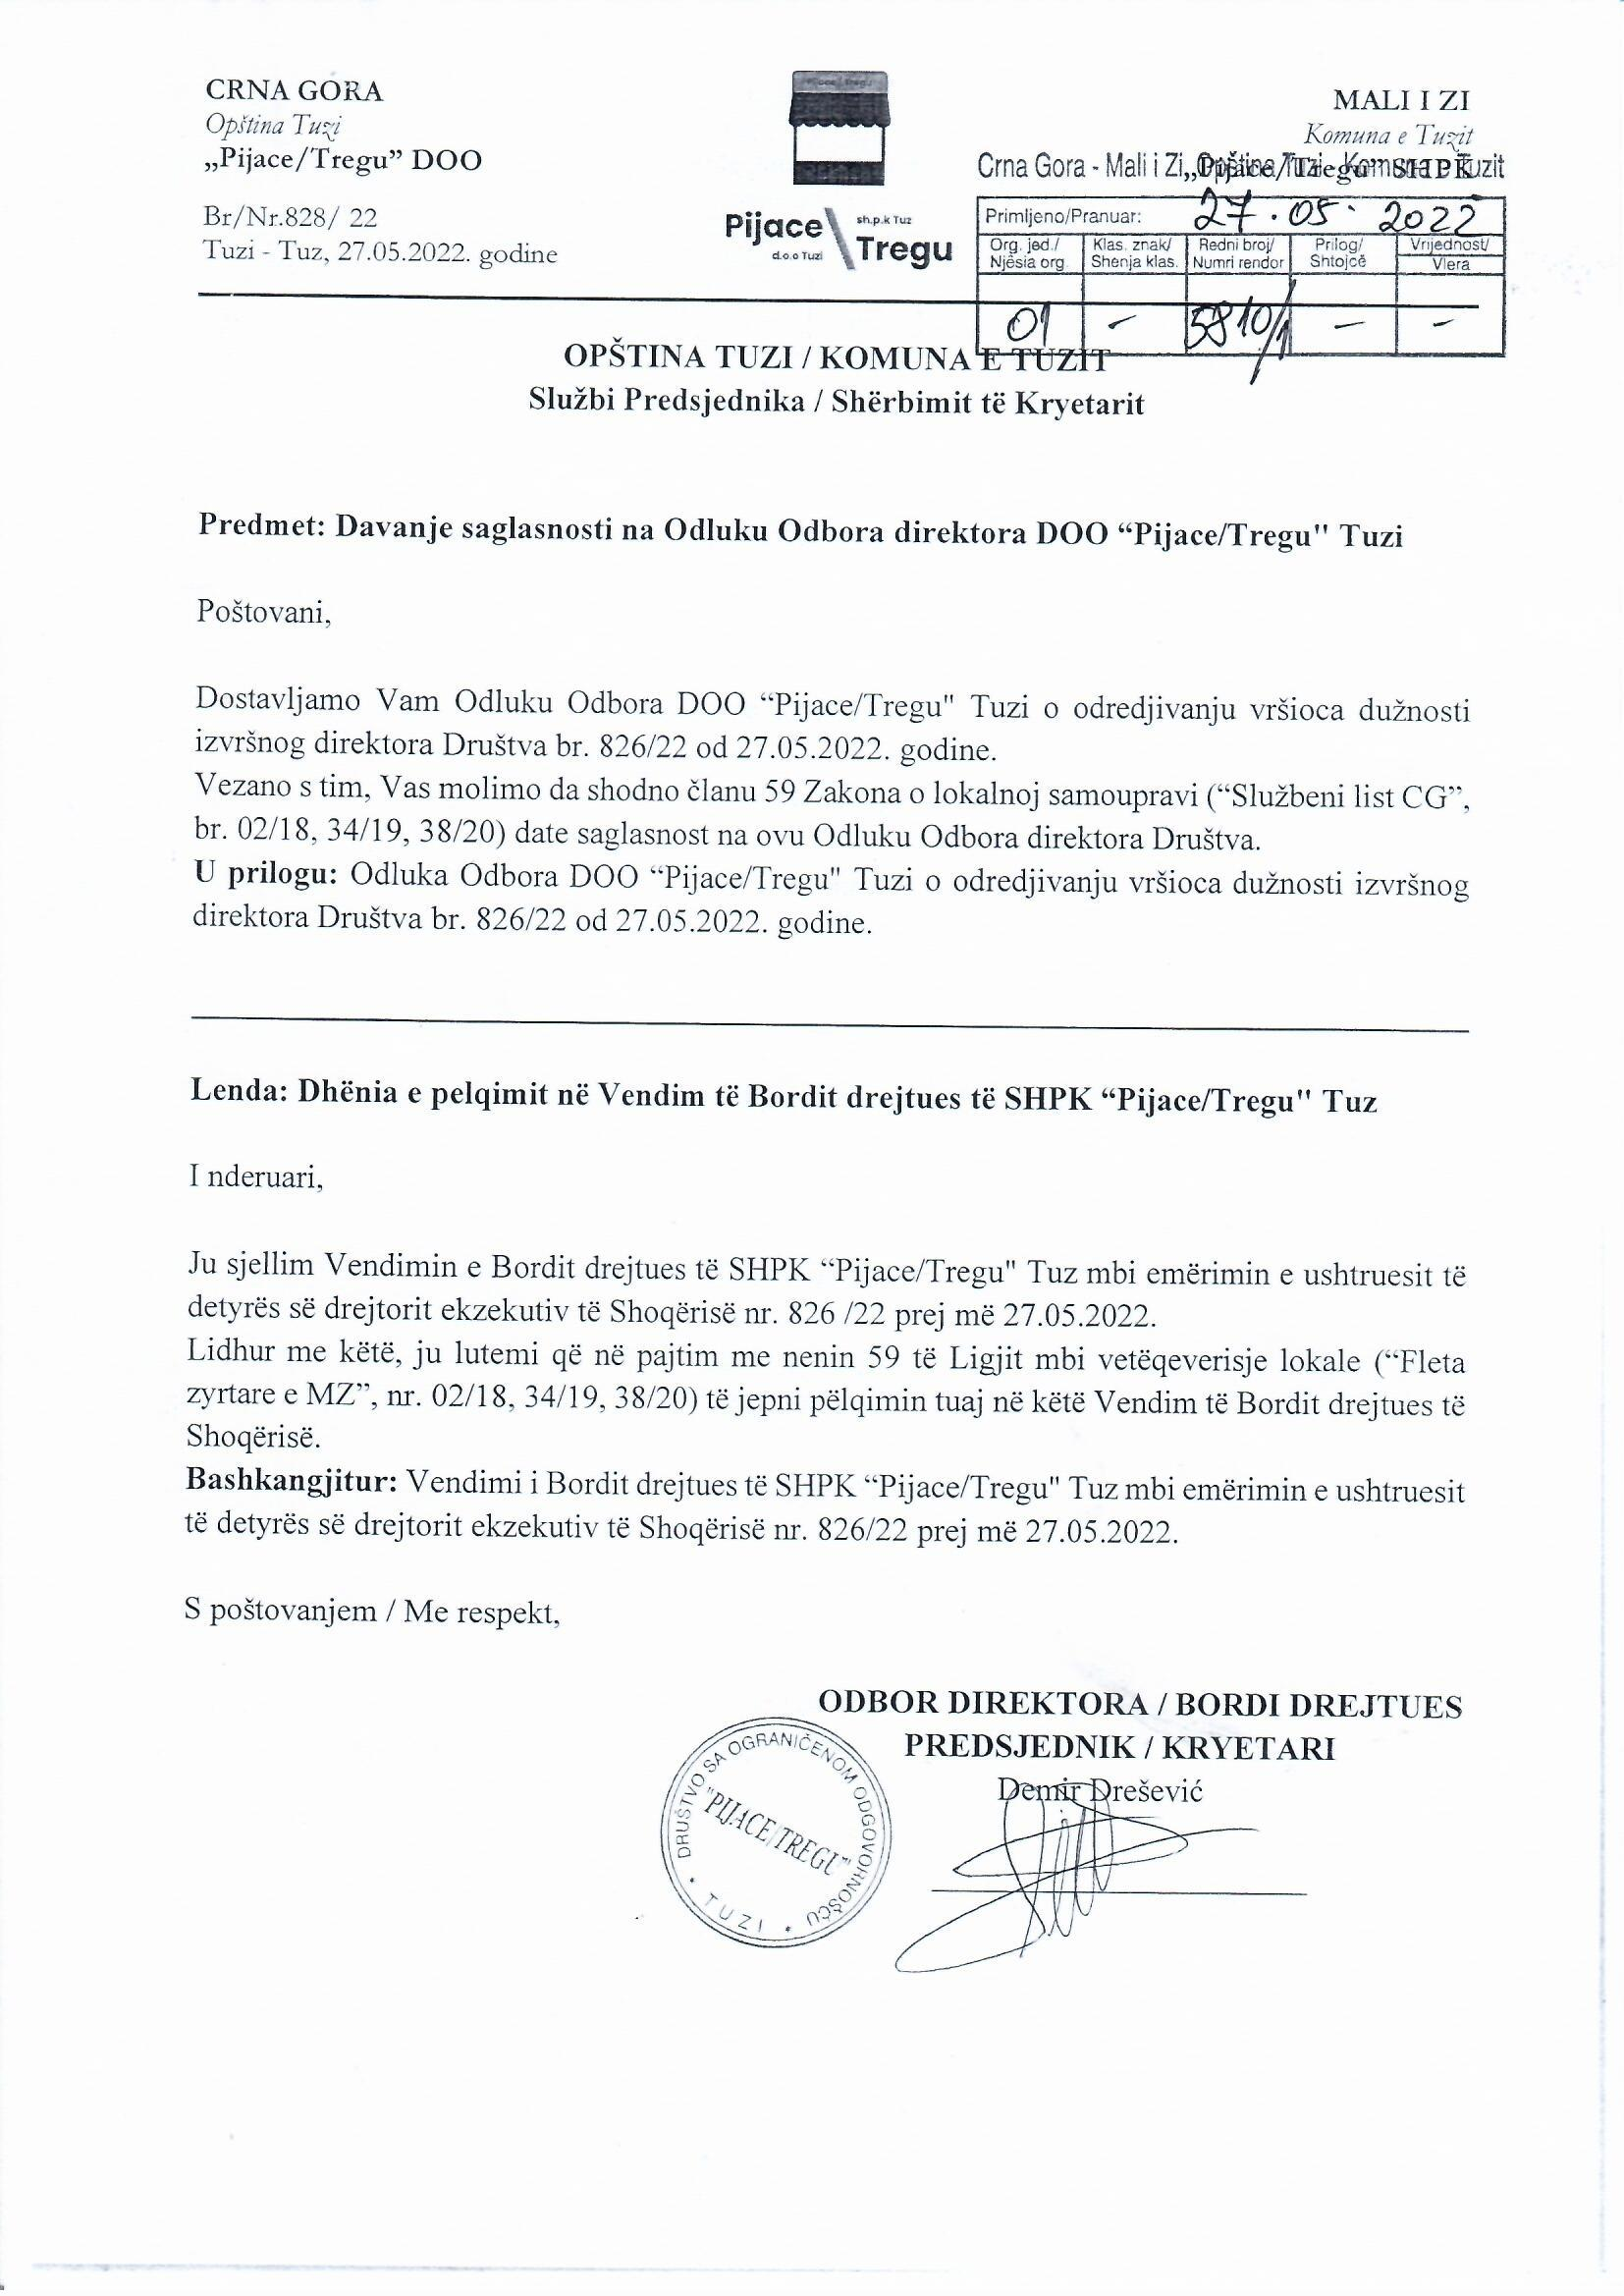 CRNA GORA
Opština Tuzi
„Pijace/Tregu” DOO
Br/Nr.828/ 22
Tuzi - Tuz, 27.05.2022. godine
Pijace sh.p.k Tuz
d.o.o Tuzi Tregu
MALI I ZI
Komuna e Tuzit
„Pijace/Tregu” SHPK
Crna Gora - Mali i Zi, Opština Tuzi - Komuna e Tuzit
Primljeno/Pranuar: 27.05. 2022
Org. jed./ Klas. znak/ Redni broj/ Prilog/ Vrijednost/
Njësia org. Shenja klas. Numri rendor Shtojcë Vlera
01 - 5810/1 - -
OPŠTINA TUZI / KOMUNA E TUZIT
Službi Predsjednika / Shërbimit të Kryetarit
Predmet: Davanje saglasnosti na Odluku Odbora direktora DOO “Pijace/Tregu" Tuzi
Poštovani,
Dostavljamo Vam Odluku Odbora DOO “Pijace/Tregu" Tuzi o odredjivanju vršioca dužnosti
izvršnog direktora Društva br. 826/22 od 27.05.2022. godine.
Vezano s tim, Vas molimo da shodno članu 59 Zakona o lokalnoj samoupravi (“Službeni list CG”,
br. 02/18, 34/19, 38/20) date saglasnost na ovu Odluku Odbora direktora Društva.
U prilogu: Odluka Odbora DOO “Pijace/Tregu" Tuzi o odredjivanju vršioca dužnosti izvršnog
direktora Društva br. 826/22 od 27.05.2022. godine.
Lenda: Dhënia e pelqimit në Vendim të Bordit drejtues të SHPK “Pijace/Tregu" Tuz
I nderuari,
Ju sjellim Vendimin e Bordit drejtues të SHPK “Pijace/Tregu" Tuz mbi emërimin e ushtruesit të
detyrës së drejtorit ekzekutiv të Shoqërisë nr. 826 /22 prej më 27.05.2022.
Lidhur me këtë, ju lutemi që në pajtim me nenin 59 të Ligjit mbi vetëqeverisje lokale (“Fleta
zyrtare e MZ”, nr. 02/18, 34/19, 38/20) të jepni pëlqimin tuaj në këtë Vendim të Bordit drejtues të
Shoqërisë.
Bashkangjitur: Vendimi i Bordit drejtues të SHPK “Pijace/Tregu" Tuz mbi emërimin e ushtruesit
të detyrës së drejtorit ekzekutiv të Shoqërisë nr. 826/22 prej më 27.05.2022.
S poštovanjem / Me respekt,
ODBOR DIREKTORA / BORDI DREJTUES
PREDSJEDNIK / KRYETARI
Demir Drešević
DRUŠTVO SA OGRANIČENOM ODGOVORNOŠĆU
"PIJACE/TREGU"
TUZI